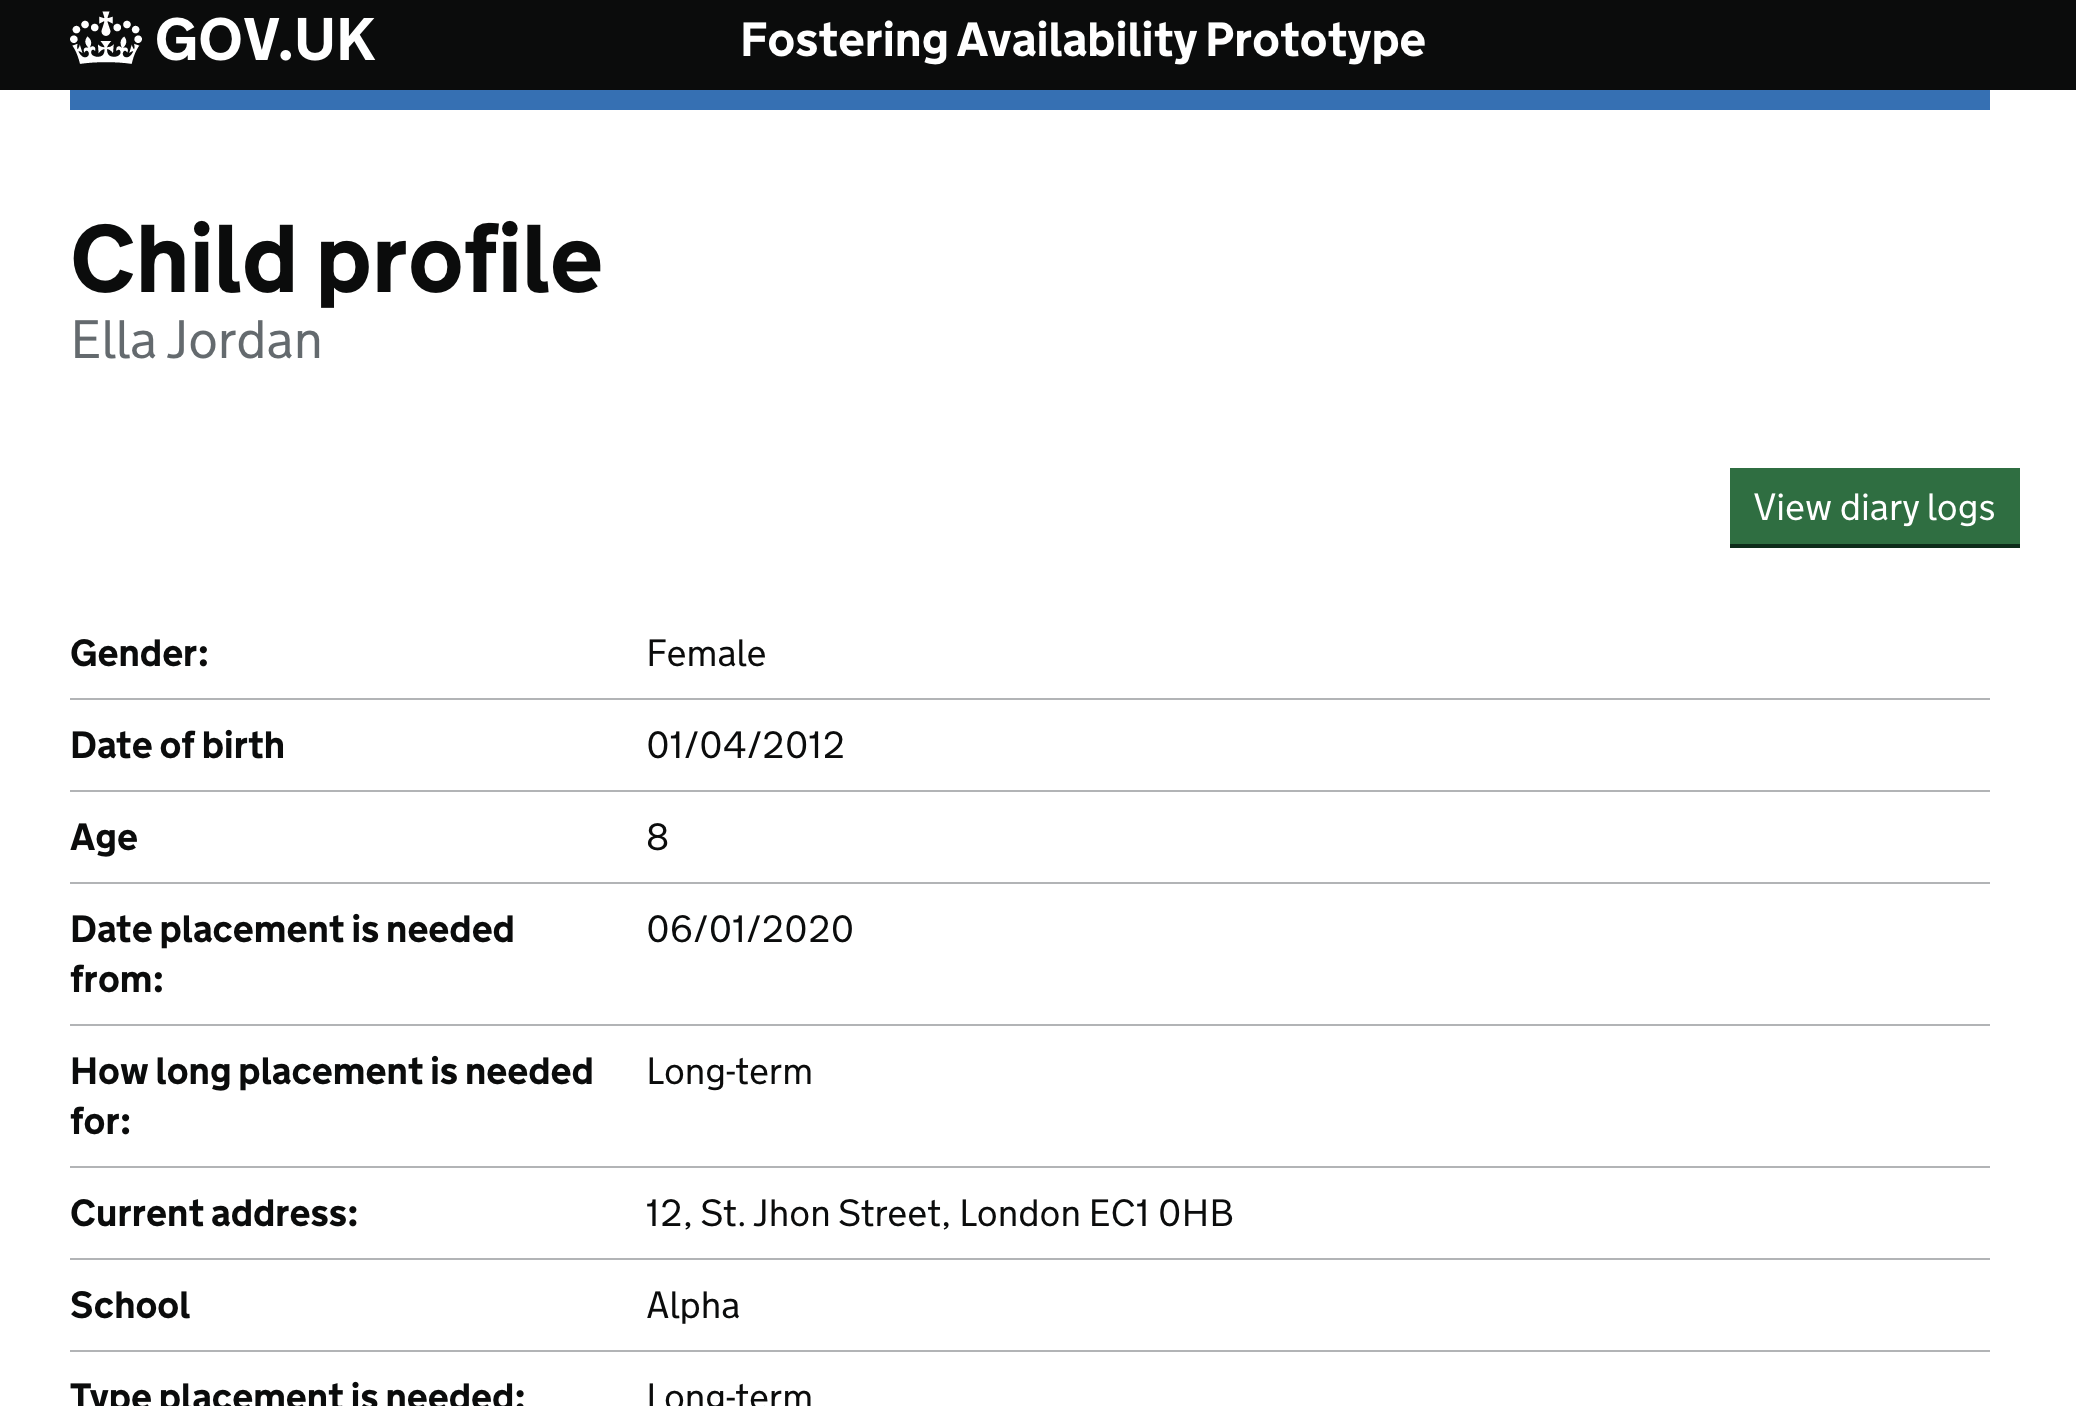 GOV.UK
Fostering Availability Prototype
Child profile
Ella Jordan
View diary logs
Gender: Female
Date of birth 01/04/2012
Age 8
Date placement is needed 06/01/2020
from:
How long placement is needed Long-term
for:
Current address: 12, St. Jhon Street, London EC1 0HB
School Alpha
Type placement is needed: Long-term